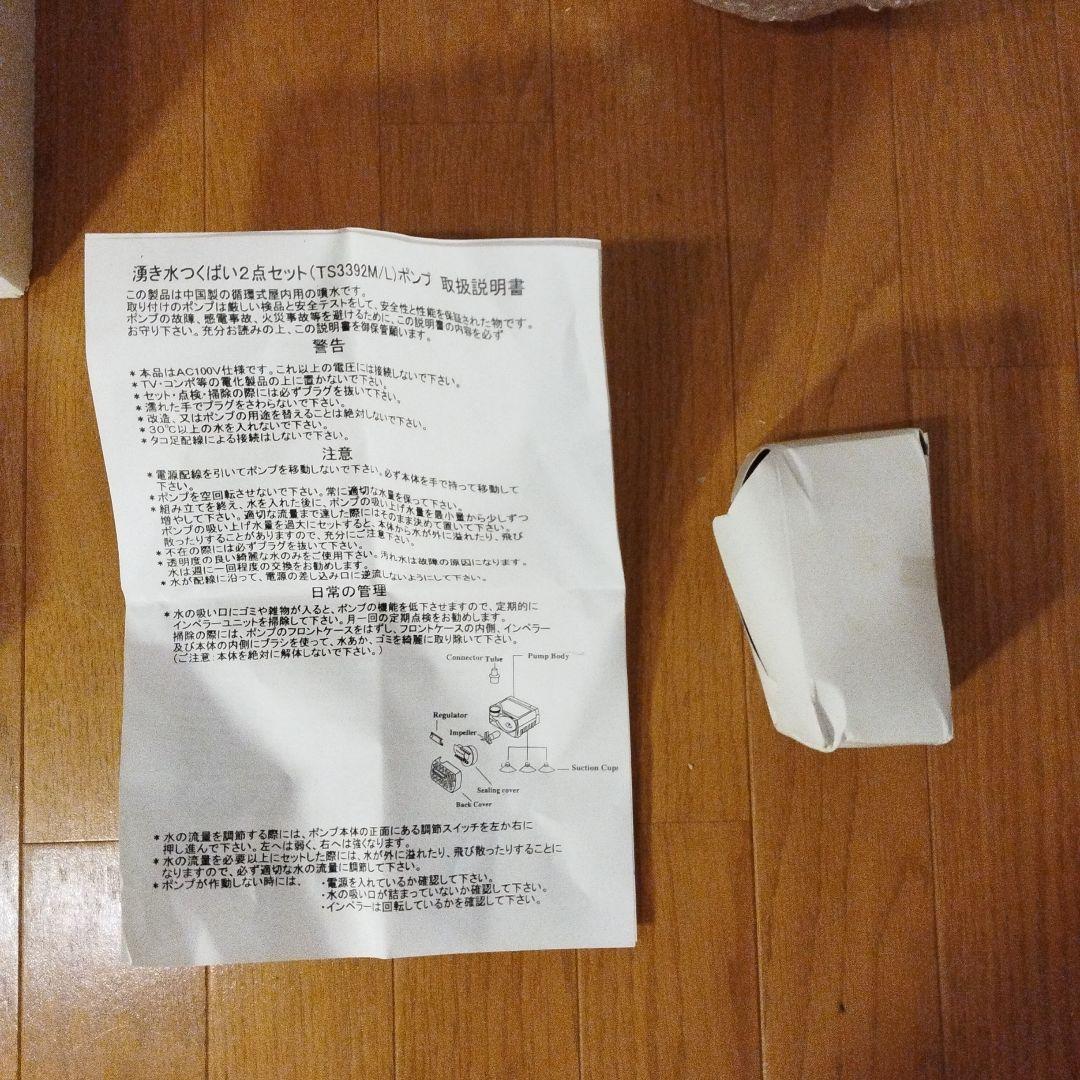 湧き水つくばい2点セット(TS3392M/L)ポンプ 取扱説明書
この製品は中国製の循環式屋内用の噴水です。
取り付けのポンプは厳しい検品と安全テストをして、安全性と性能を保証された物です。
ポンプの故障、感電事故、火災事故等を避けるために、この説明書の内容を必ず
お守り下さい。充分お読みの上、この説明書を御保管願います。
警告
*本品はAC100V仕様です。これ以上の電圧には接続しないで下さい。
*TV・コンポ等の電化製品の上に置かないで下さい。
*セット・点検・掃除の際には必ずプラグを抜いて下さい。
*濡れた手でプラグをさわらないで下さい。
*改造、又はポンプの用途を替えることは絶対しないで下さい。
*30℃以上の水を入れないで下さい。
*タコ足配線による接続はしないで下さい。
注意
*電源配線を引いてポンプを移動しないで下さい。必ず本体を手で持って移動して
下さい。
*ポンプを空回転させないで下さい。常に適切な水量を保って下さい。
*組み立てを終え、水を入れた後に、ポンプの吸い上げ水量を最小量から少しずつ
増やして下さい。適切な流量まで達した際にはそのまま決めて置いて下さい。
ポンプの吸い上げ水量を過大にセットすると、本体から水が外に溢れたり、飛び
散ったりすることがありますので、充分にご注意下さい。
*不在の際には必ずプラグを抜いて下さい。
*透明度の良い綺麗な水のみをご使用下さい。汚れ水は故障の原因になります。
水は週に一回程度の交換をお勧めします。
*水が配線に沿って、電源の差し込み口に逆流しないようにして下さい。
日常の管理
*水の吸い口にゴミや雑物が入ると、ポンプの機能を低下させますので、定期的に
インペラーユニットを掃除して下さい。月一回の定期点検をお勧めします。
掃除の際には、ポンプのフロントケースをはずし、フロントケースの内側、インペラー
及び本体の内側にブラシを使って、水あか、ゴミを綺麗に取り除いて下さい。
(ご注意:本体を絶対に解体しないで下さい。)
Connector Tube
Pump Body
Regulator
Impeller
Suction Cups
Sealing cover
Back Cover
*水の流量を調節する際には、ポンプ本体の正面にある調節スイッチを左か右に
押し進んで下さい。左へは弱く、右へは強くなります。
*水の流量を必要以上にセットした際には、水が外に溢れたり、飛び散ったりすることに
なりますので、必ず適切な水の流量に調節して下さい。
*ポンプが作動しない時には、 ・電源を入れているか確認して下さい。
・水の吸い口が詰まっていないか確認して下さい。
・インペラーは回転しているかを確認して下さい。